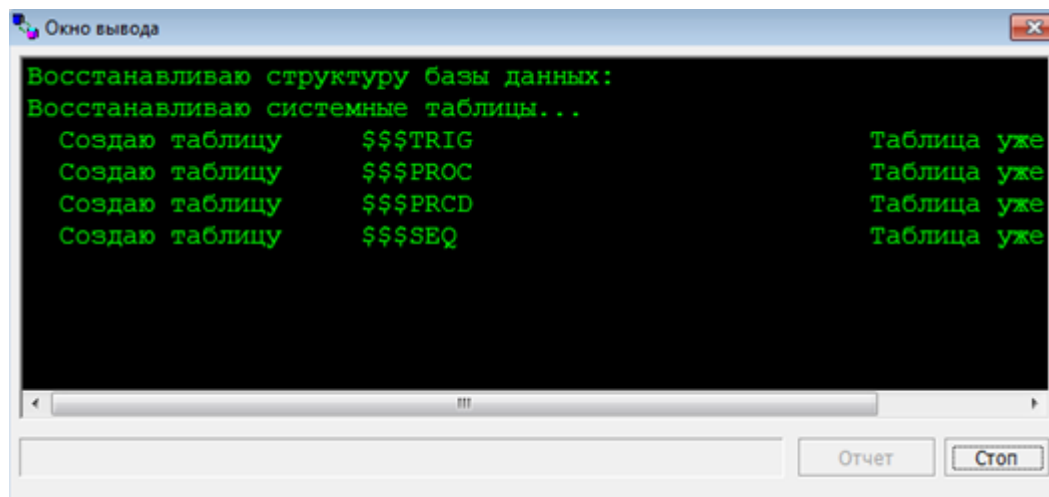 Окно вывода
Восстанавливаю структуру базы данных:
Восстанавливаю системные таблицы...
Создаю таблицу $$$TRIG Таблица уже
Создаю таблицу $$$PROC Таблица уже
Создаю таблицу $$$PRCD Таблица уже
Создаю таблицу $$$SEQ Таблица уже
Отчет Стоп